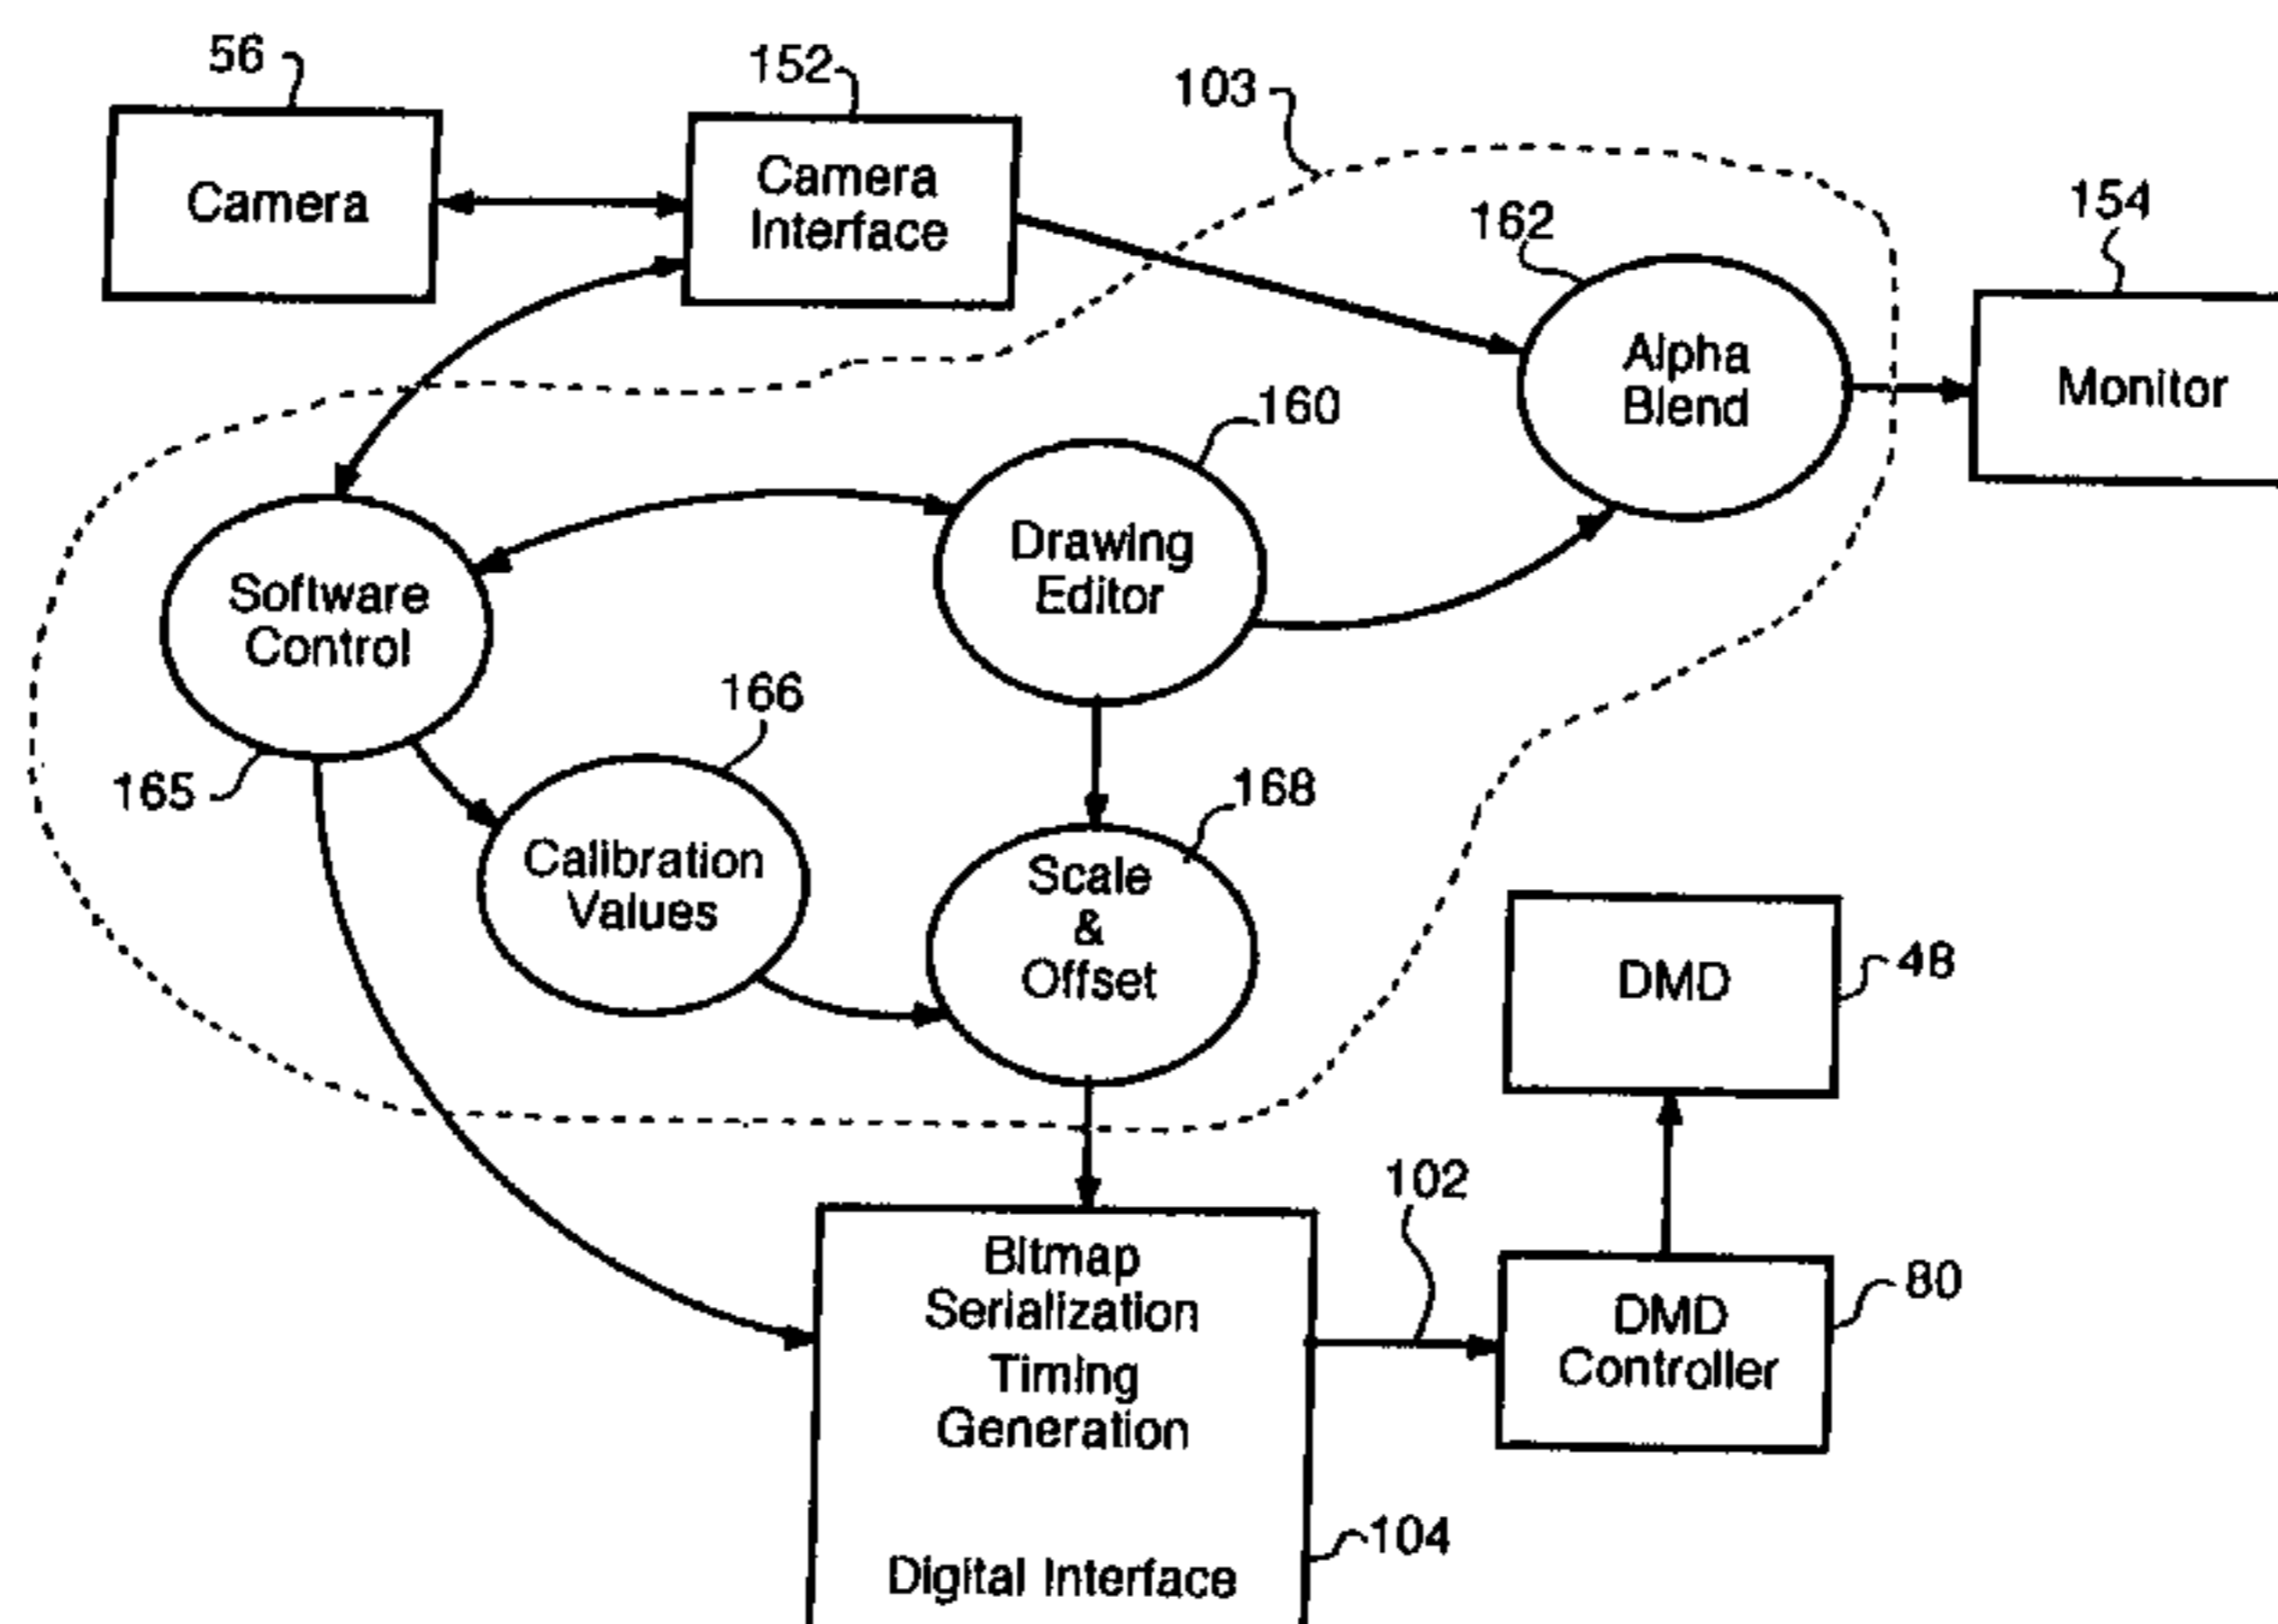 56
152
103
Camera
Camera
Interface
154
162
Alpha
Blend
Monitor
160
Drawing
Editor
Software
Control
166
165
168
Calibration
Values
Scale
&
Offset
DMD
48
102
Bitmap
Serialization
Timing
Generation
80
DMD
Controller
104
Digital Interface